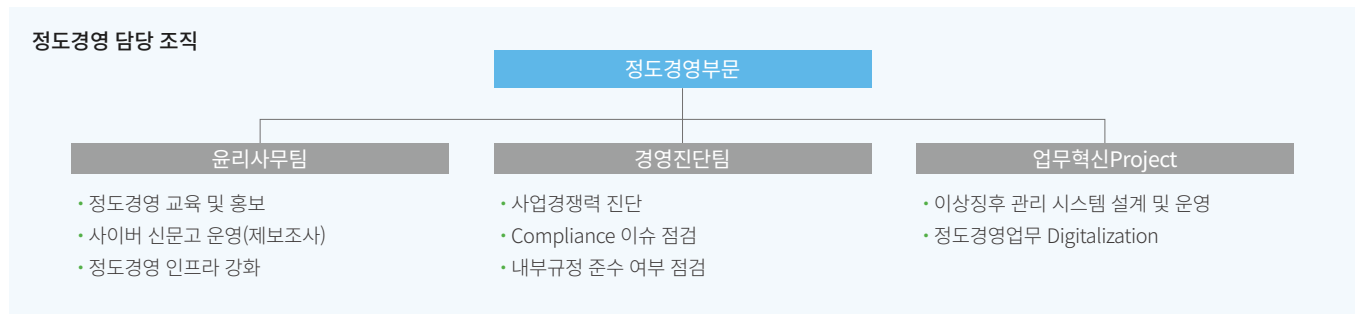 정도경영 담당 조직
정도경영부문
윤리사무팀
• 정도경영 교육 및 홍보
• 사이버 신문고 운영(제보조사)
• 정도경영 인프라 강화
경영진단팀
• 사업경쟁력 진단
• Compliance 이슈 점검
• 내부규정 준수 여부 점검
업무혁신Project
• 이상징후 관리 시스템 설계 및 운영
• 정도경영업무 Digitalization